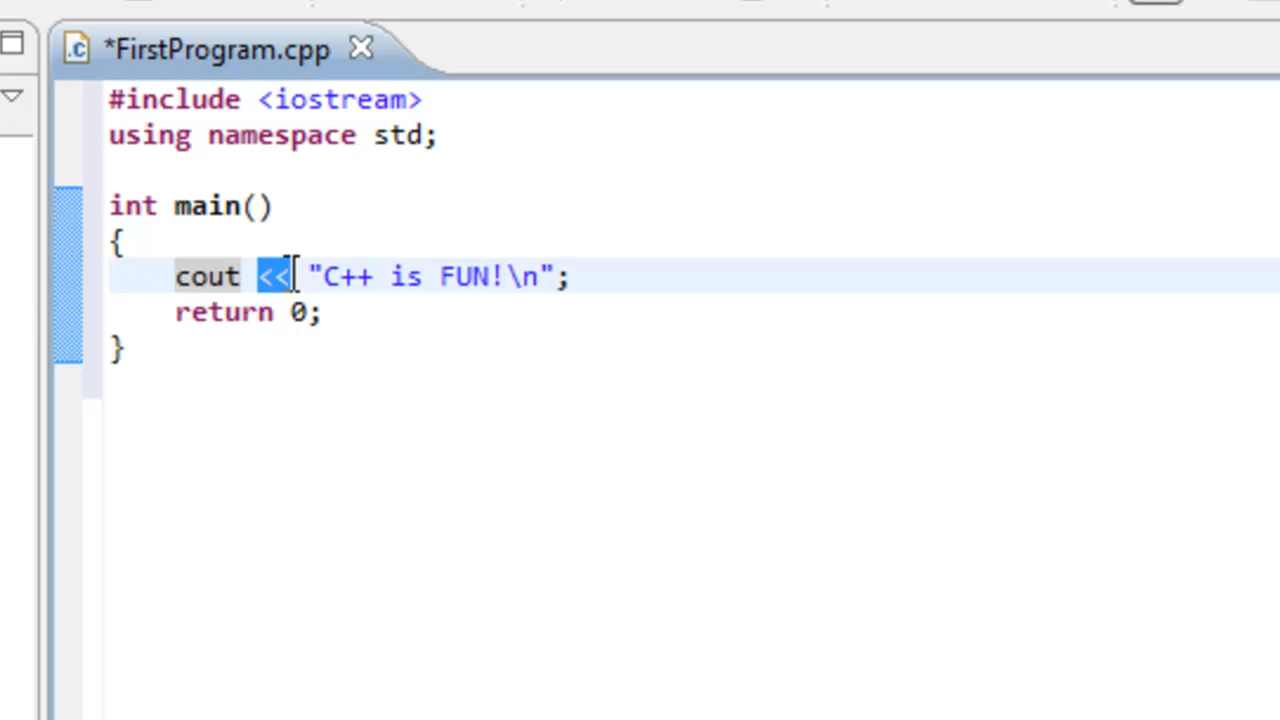 *FirstProgram.cpp
#include <iostream>
using namespace std;
int main()
{
cout << "C++ is FUN!\n";
return 0;
}